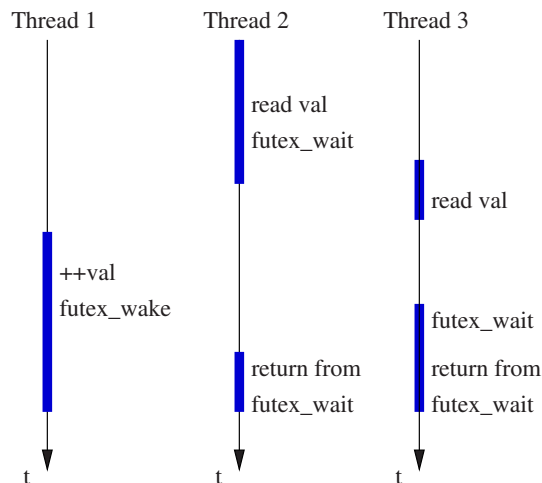 Thread 1
Thread 2
Thread 3
read val
futex_wait
read val
++val
futex_wake
futex_wait
return from
futex_wait
return from
futex_wait
t
t
t